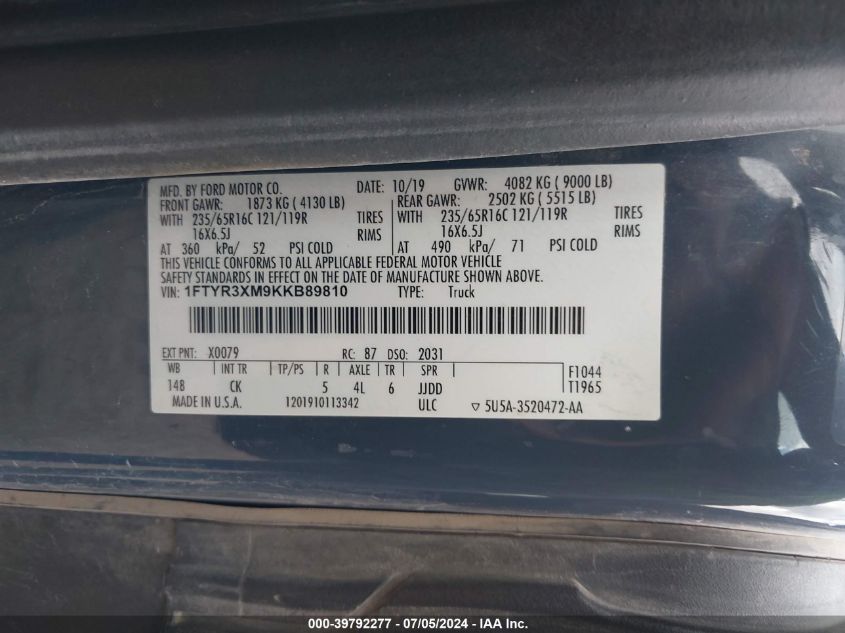 MFD. BY FORD MOTOR CO. DATE: 10/19 GVWR: 4082 KG ( 9000 LB)
FRONT GAWR: 1873 KG ( 4130 LB) REAR GAWR: 2502 KG ( 5515 LB)
WITH 235/65R16C 121/119R TIRES WITH 235/65R16C 121/119R TIRES
16X6.5J RIMS 16X6.5J RIMS
AT 360 kPa/ 52 PSI COLD AT 490 kPa/ 71 PSI COLD
THIS VEHICLE CONFORMS TO ALL APPLICABLE FEDERAL MOTOR VEHICLE
SAFETY STANDARDS IN EFFECT ON THE DATE OF MANUFACTURE SHOWN ABOVE.
VIN: 1FTYR3XM9KKB89810 TYPE: Truck
EXT PNT: X0079 RC: 87 DSO: 2031
WB INT TR TP/PS R AXLE TR SPR F1044
148 CK 5 4L 6 JJDD T1965
MADE IN U.S.A. 1201910113342 ULC ▽ 5U5A-3520472-AA
000-39792277 - 07/05/2024 - IAAI Inc.